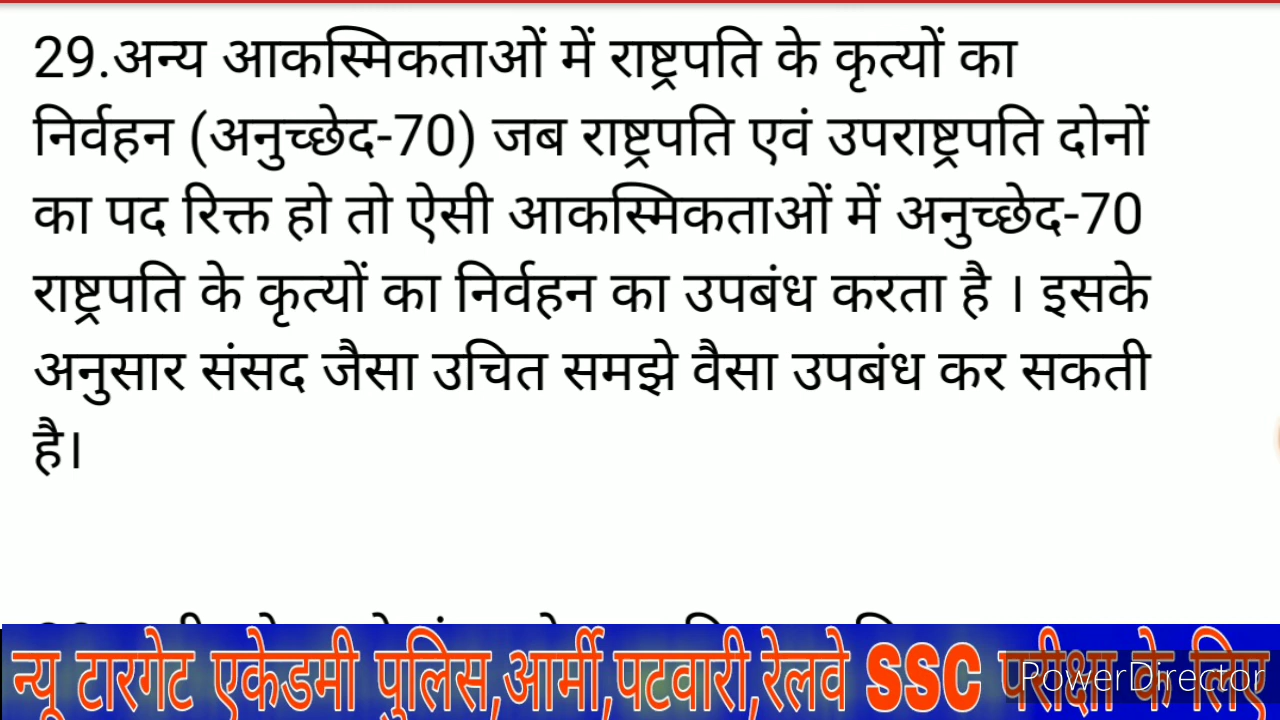 29.अन्य आकस्मिकताओं में राष्ट्रपति के कृत्यों का
निर्वहन (अनुच्छेद-70) जब राष्ट्रपति एवं उपराष्ट्रपति दोनों
का पद रिक्त हो तो ऐसी आकस्मिकताओं में अनुच्छेद-70
राष्ट्रपति के कृत्यों का निर्वहन का उपबंध करता है । इसके
अनुसार संसद जैसा उचित समझे वैसा उपबंध कर सकती
है।
न्यू टारगेट एकेडमी पुलिस,आर्मी,पटवारी,रेलवे SSC परीक्षा के लिए
PowerDirector